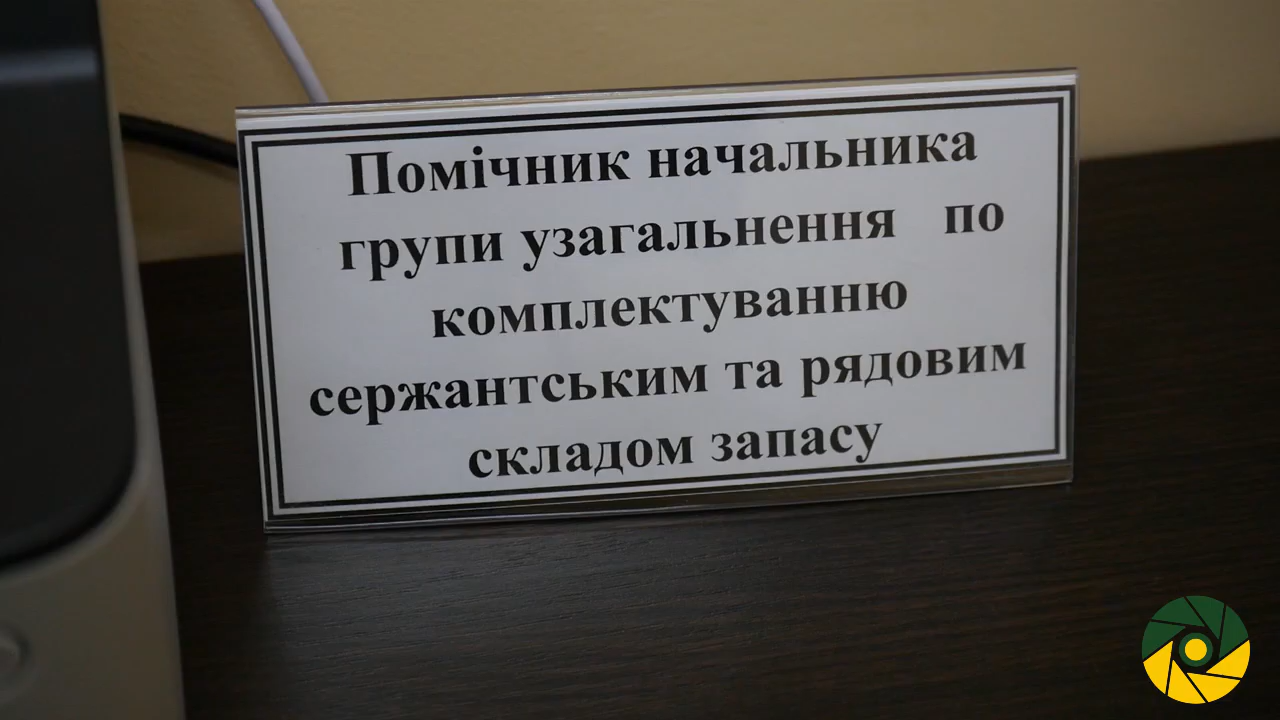 Помічник начальника
групи узагальнення по
комплектуванню
сержантським та рядовим
складом запасу